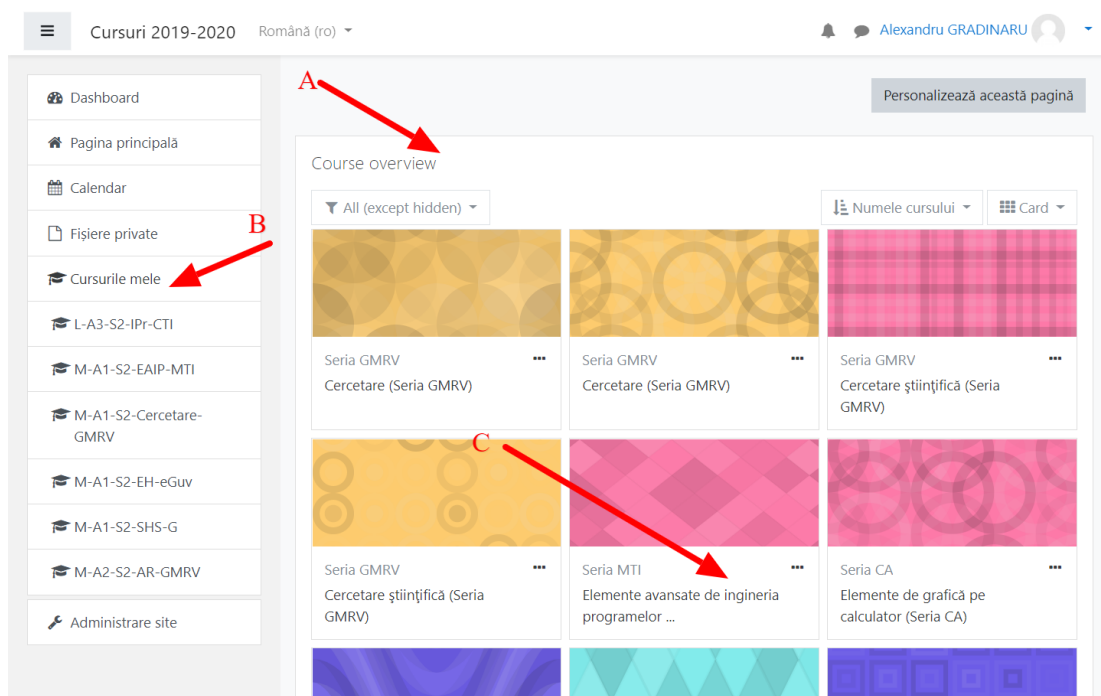 Cursuri 2019-2020 Română (ro)
Alexandru GRADINARU
Dashboard
Pagina principală
Calendar
Fișiere private
Cursurile mele
L-A3-S2-IPr-CTI
M-A1-S2-EAIP-MTI
M-A1-S2-Cercetare-
GMRV
M-A1-S2-EH-eGuv
M-A1-S2-SHS-G
M-A2-S2-AR-GMRV
Administrare site
A
B
C
Personalizează această pagină
Course overview
All (except hidden)
Numele cursului
Card
Seria GMRV
Cercetare (Seria GMRV)
Seria GMRV
Cercetare (Seria GMRV)
Seria GMRV
Cercetare ştiinţifică (Seria
GMRV)
Seria GMRV
Cercetare ştiinţifică (Seria
GMRV)
Seria MTI
Elemente avansate de ingineria
programelor ...
Seria CA
Elemente de grafică pe
calculator (Seria CA)